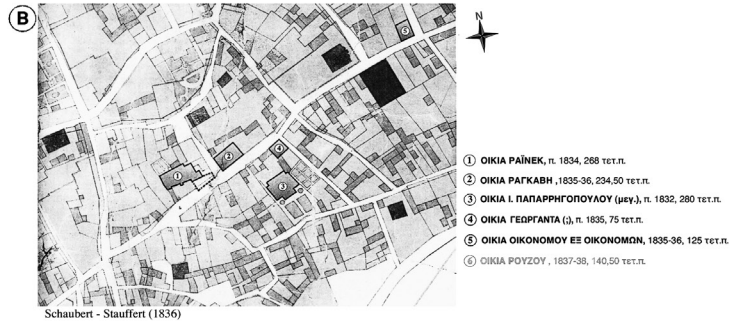 B
N
1
2
3
4
5
1 ΟΙΚΙΑ ΡΑΪΝΕΚ, π. 1834, 268 τετ.π.
2 ΟΙΚΙΑ ΡΑΓΚΑΒΗ ,1835-36, 234,50 τετ.π.
3 ΟΙΚΙΑ Ι. ΠΑΠΑΡΡΗΓΟΠΟΥΛΟΥ (μεγ.), π. 1832, 280 τετ.π.
4 ΟΙΚΙΑ ΓΕΩΡΓΑΝΤΑ (;), π. 1835, 75 τετ.π.
5 ΟΙΚΙΑ ΟΙΚΟΝΟΜΟΥ ΕΞ ΟΙΚΟΝΟΜΩΝ, 1835-36, 125 τετ.π.
6 ΟΙΚΙΑ ΡΟΥΖΟΥ , 1837-38, 140,50 τετ.π.
Schaubert - Stauffert (1836)